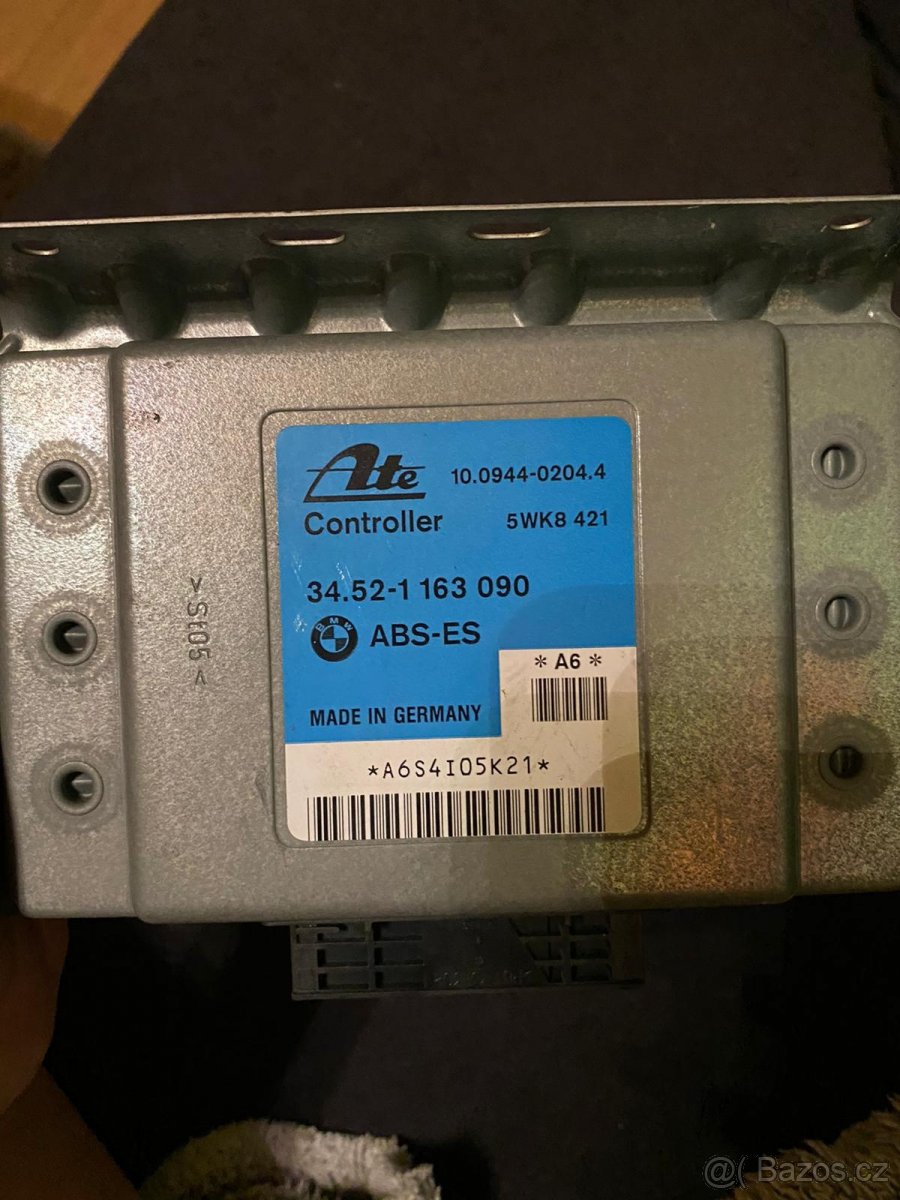 Ate 10.0944-0204.4
Controller 5WK8 421
34.52-1 163 090
BMW ABS-ES
* A6 *
MADE IN GERMANY
*A6S4I05K21*
>St05<
@( Bazos.cz